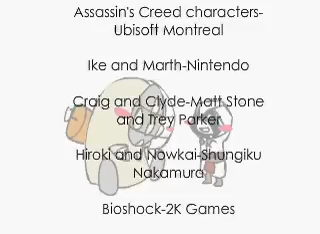 Assassin's Creed characters-
Ubisoft Montreal
Ike and Marth-Nintendo
Craig and Clyde-Matt Stone
and Trey Parker
Hiroki and Nowkai-Shungiku
Nakamura
Bioshock-2K Games